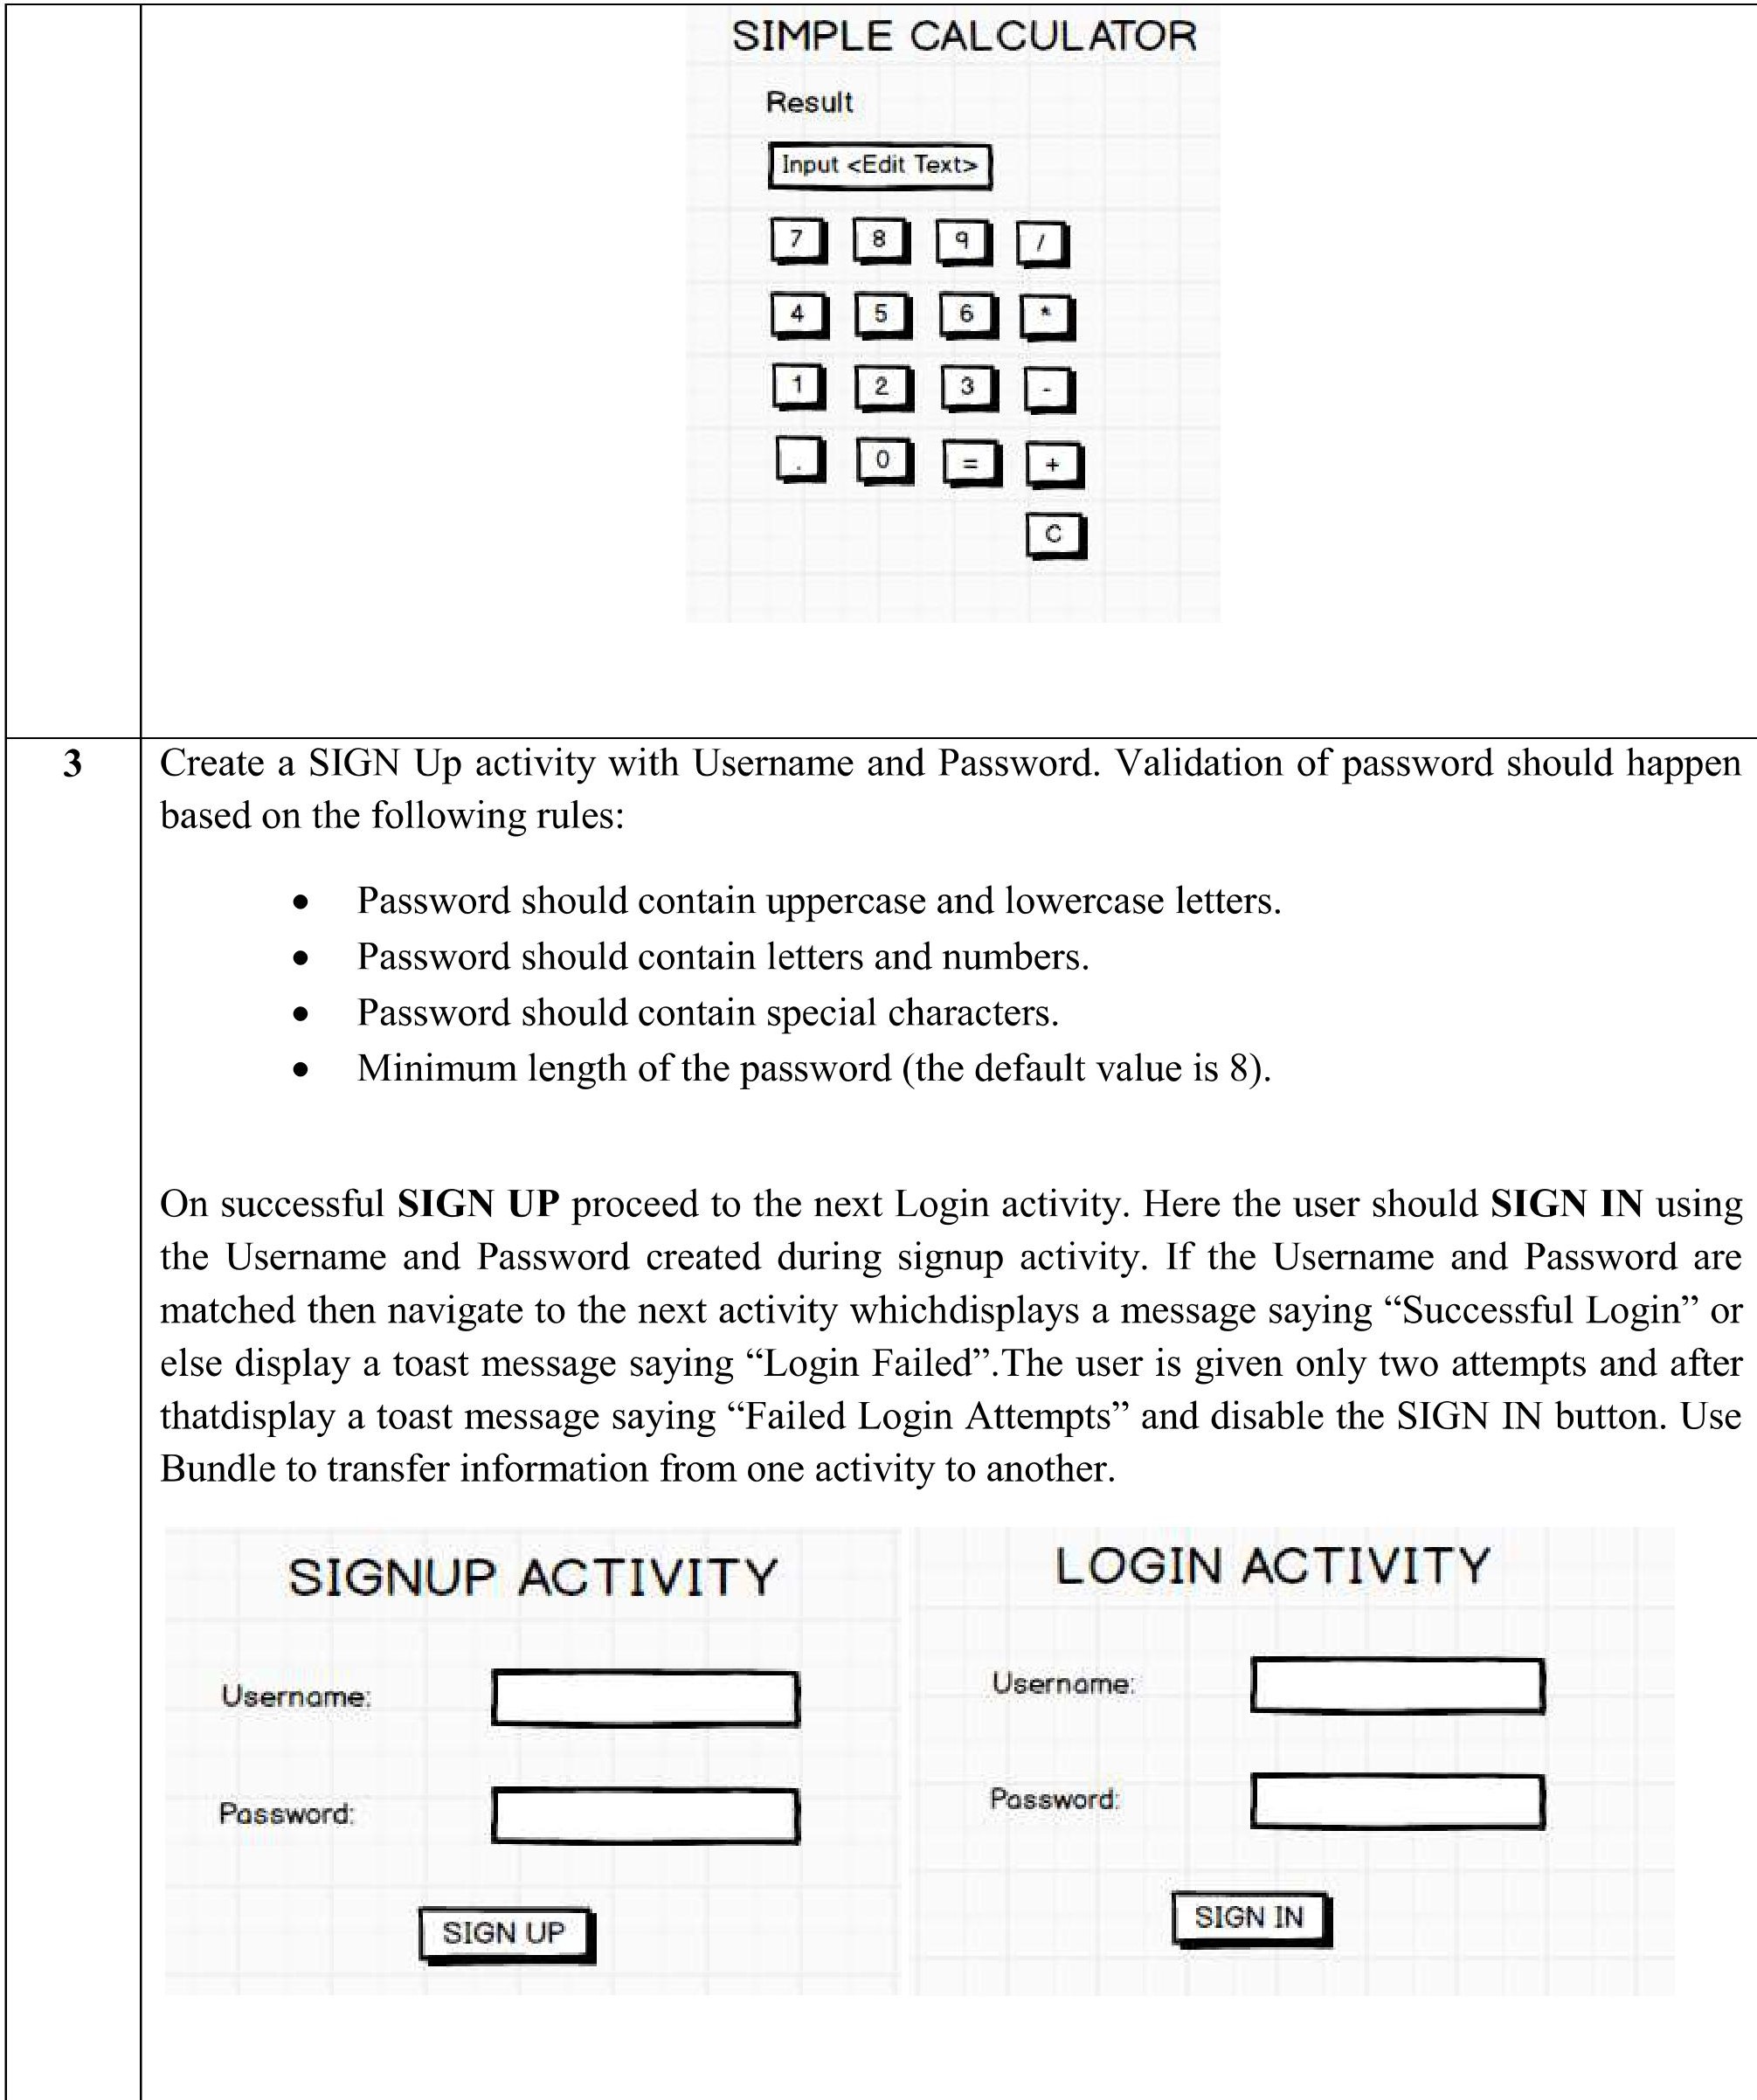 SIMPLE CALCULATOR
Result
Input <Edit Text>
7 8 9 /
4 5 6 *
1 2 3 -
. 0 = +
C
3
Create a SIGN Up activity with Username and Password. Validation of password should happen
based on the following rules:
• Password should contain uppercase and lowercase letters.
• Password should contain letters and numbers.
• Password should contain special characters.
• Minimum length of the password (the default value is 8).
On successful SIGN UP proceed to the next Login activity. Here the user should SIGN IN using
the Username and Password created during signup activity. If the Username and Password are
matched then navigate to the next activity whichdisplays a message saying “Successful Login” or
else display a toast message saying “Login Failed”.The user is given only two attempts and after
thatdisplay a toast message saying “Failed Login Attempts” and disable the SIGN IN button. Use
Bundle to transfer information from one activity to another.
SIGNUP ACTIVITY
Username:
Password:
SIGN UP
LOGIN ACTIVITY
Username:
Password:
SIGN IN